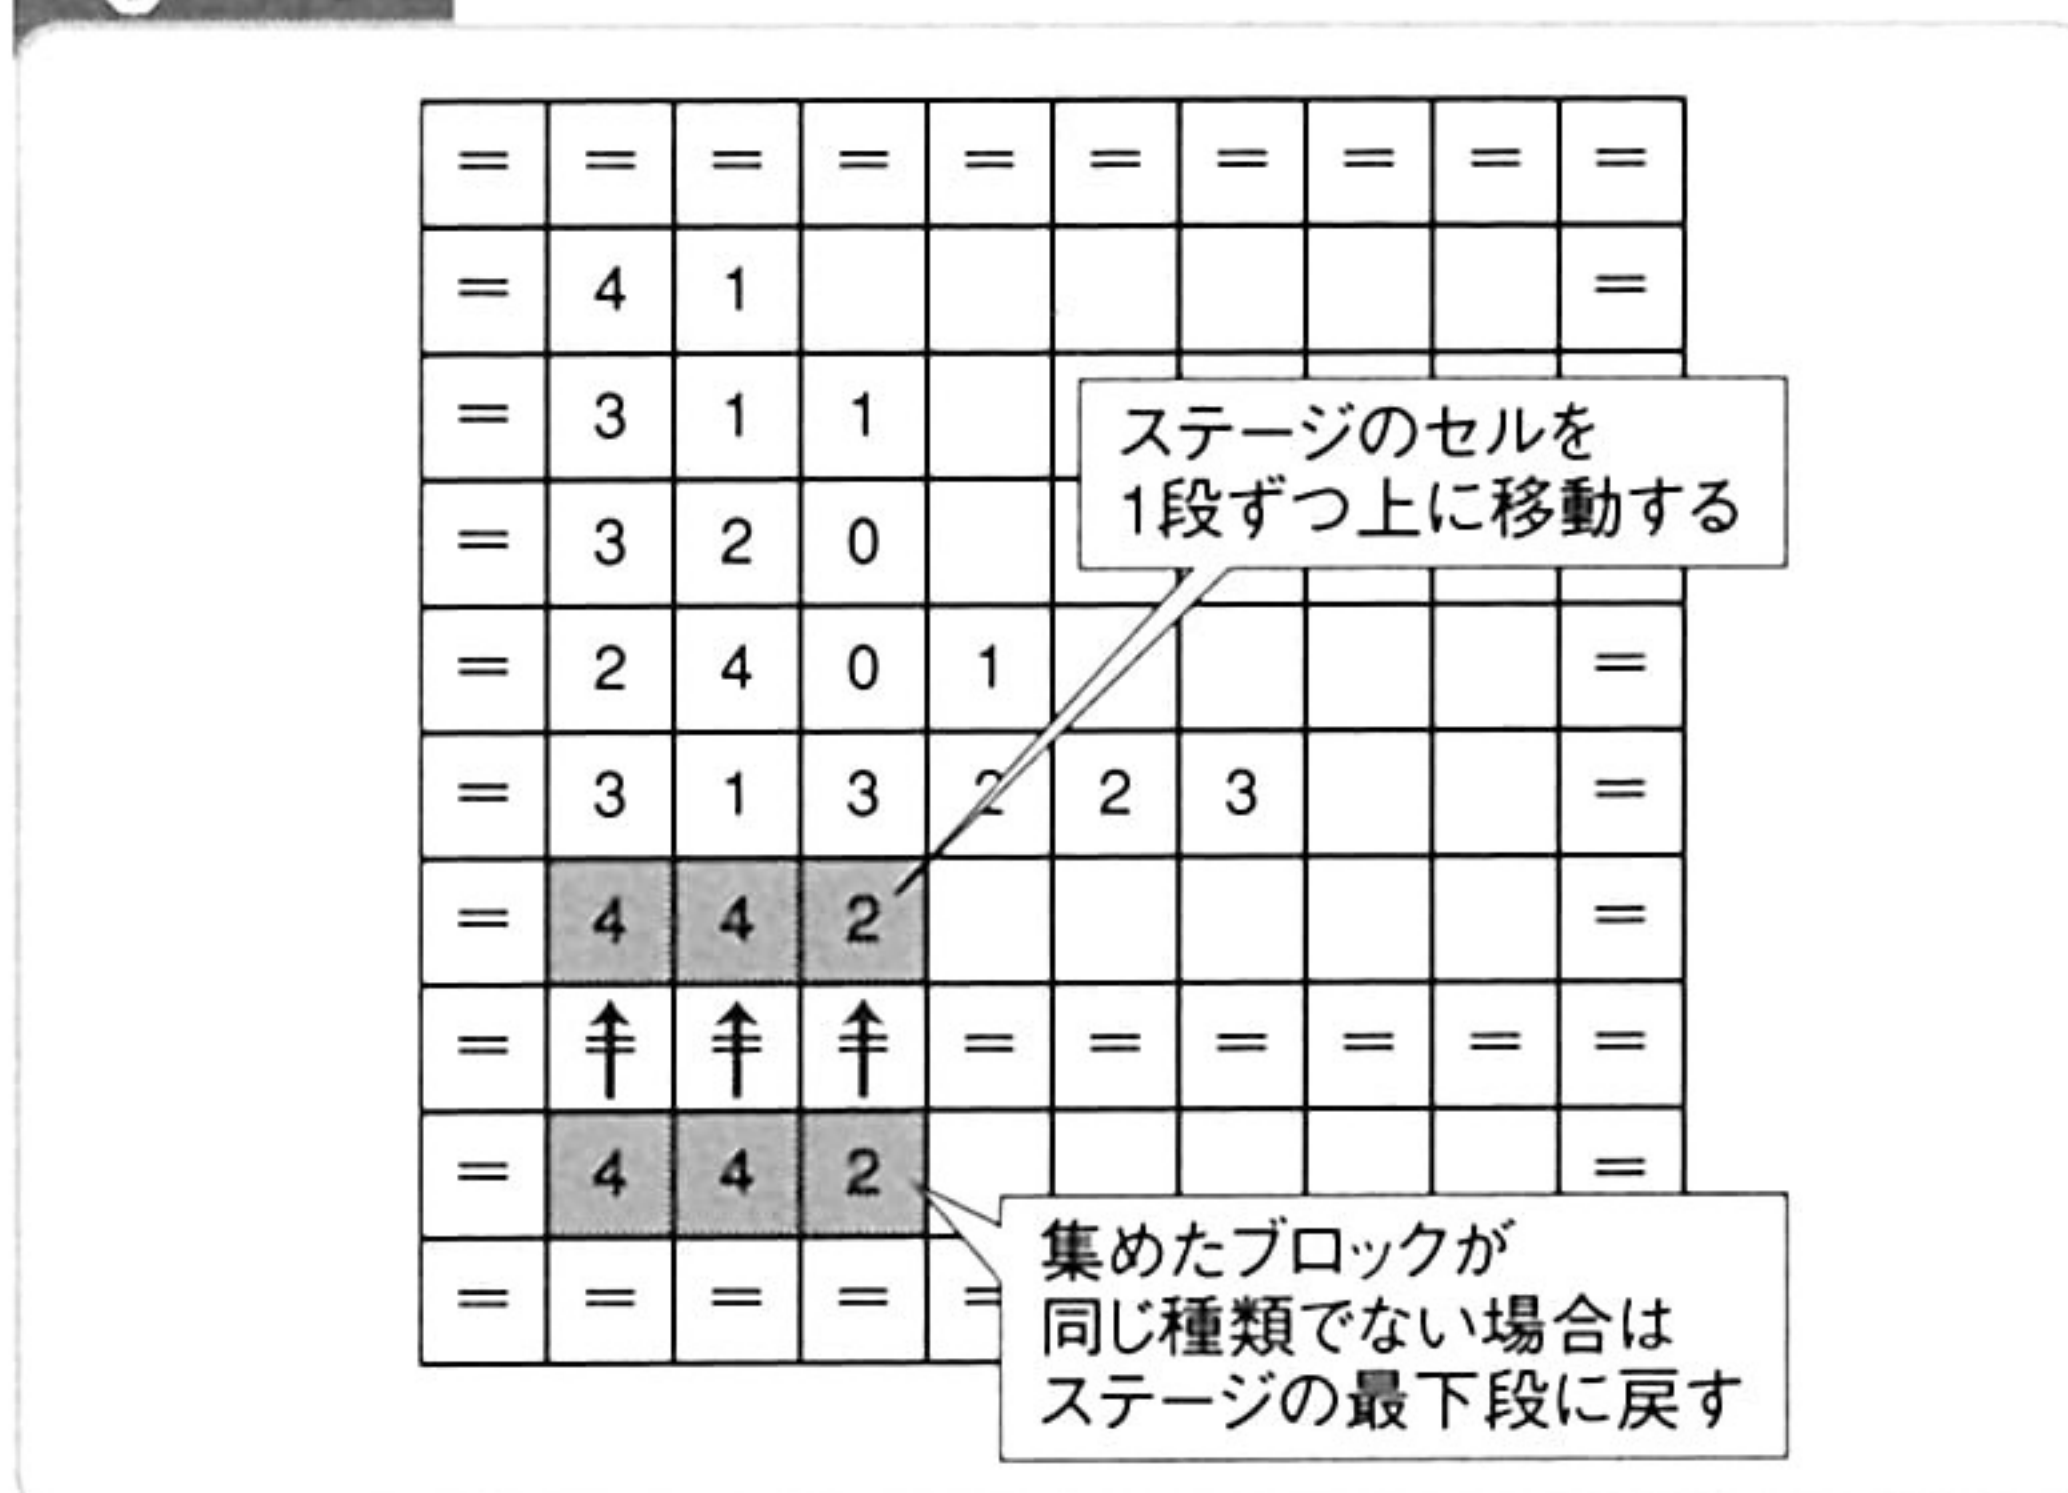 = = = = = = = = = =
= 4 1 =
= 3 1 1
ステージのセルを
1段ずつ上に移動する
= 3 2 0
= 2 4 0 1 =
= 3 1 3 2 2 3 =
= 4 4 2 =
= = = = = = = = = =
= 4 4 2 =
= = = = =
集めたブロックが
同じ種類でない場合は
ステージの最下段に戻す